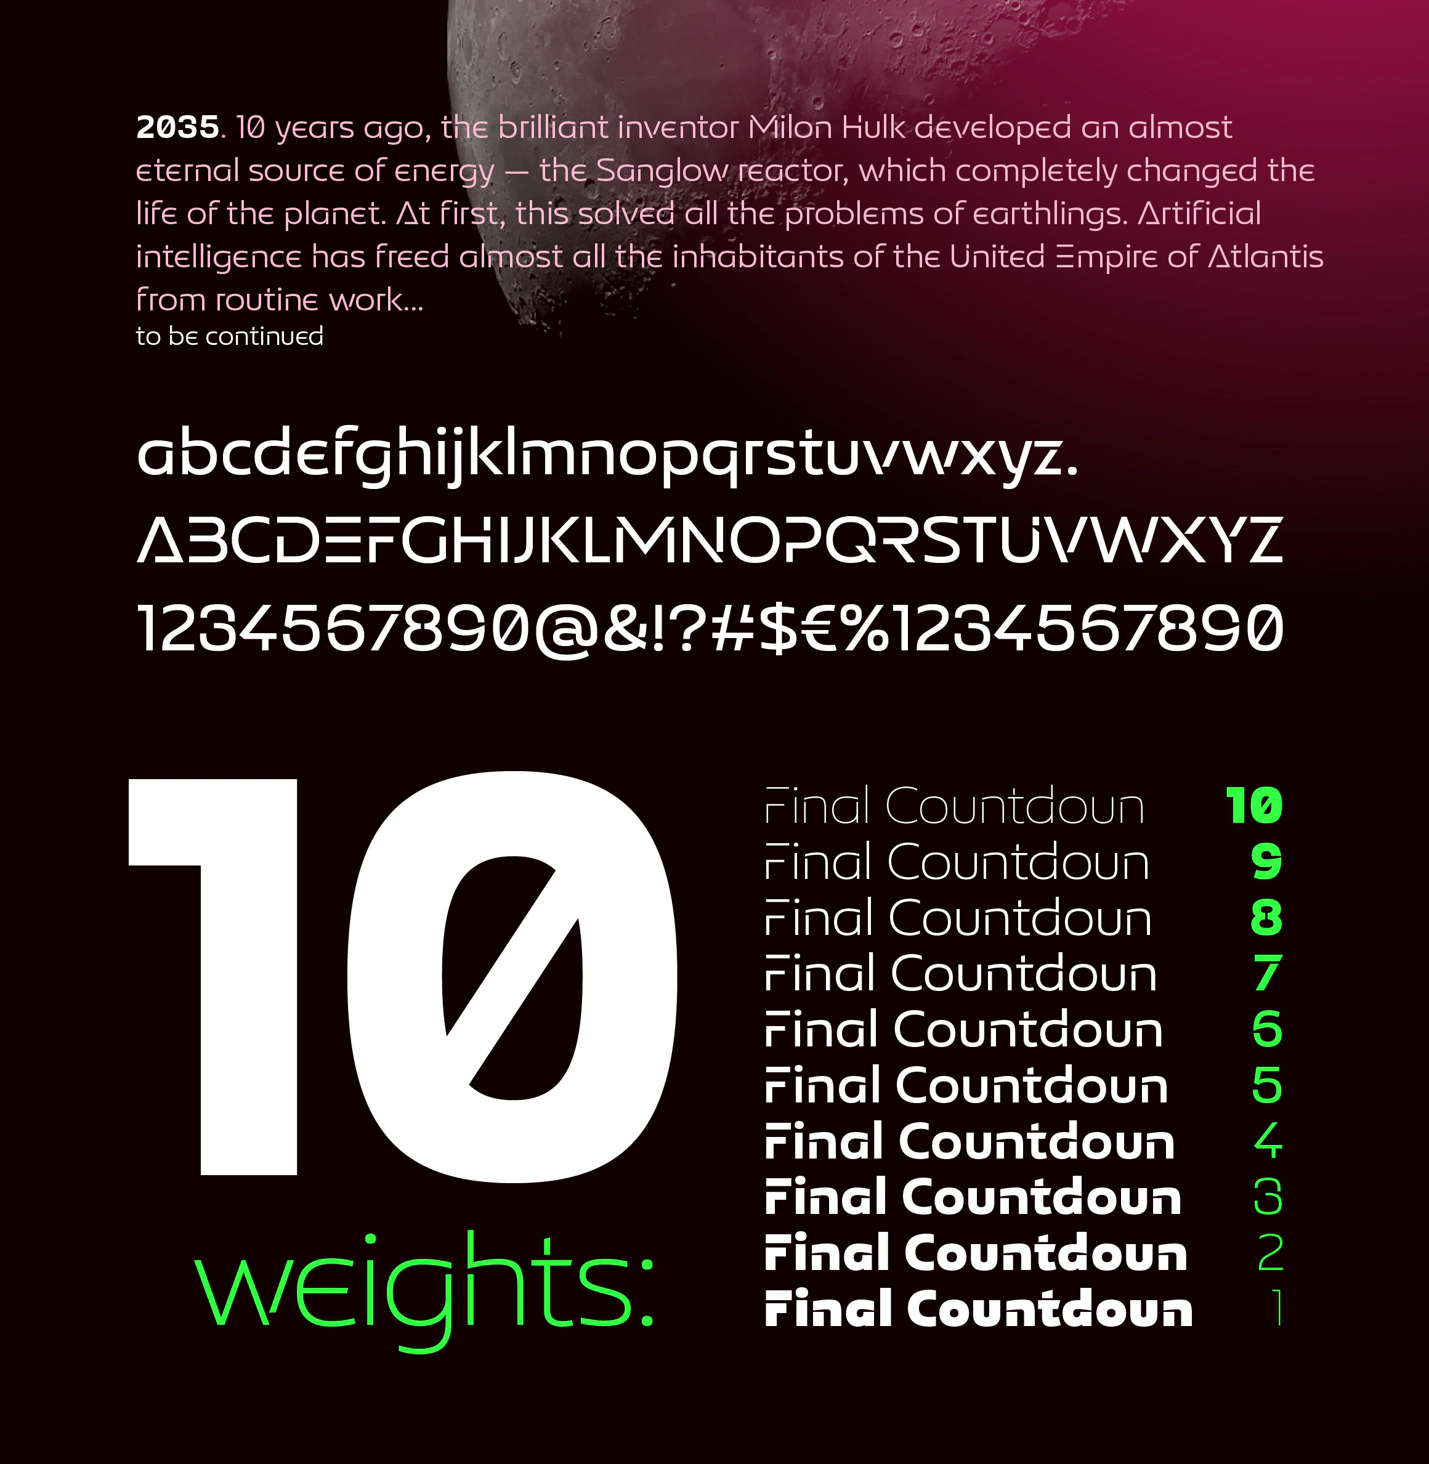 2035. 10 years ago, the brilliant inventor Milon Hulk developed an almost
eternal source of energy — the Sanglow reactor, which completely changed the
life of the planet. At first, this solved all the problems of earthlings. Artificial
intelligence has freed almost all the inhabitants of the United Empire of Atlantis
from routine work...
to be continued
abcdefghijklmnopqrstuvwxyz.
ABCDEFGHIJKLMNOPQRSTUVWXYZ
1234567890@&!?#$€%1234567890
10
weights:
Final Countdoun 10
Final Countdoun 9
Final Countdoun 8
Final Countdoun 7
Final Countdoun 6
Final Countdoun 5
Final Countdoun 4
Final Countdoun 3
Final Countdoun 2
Final Countdoun 1